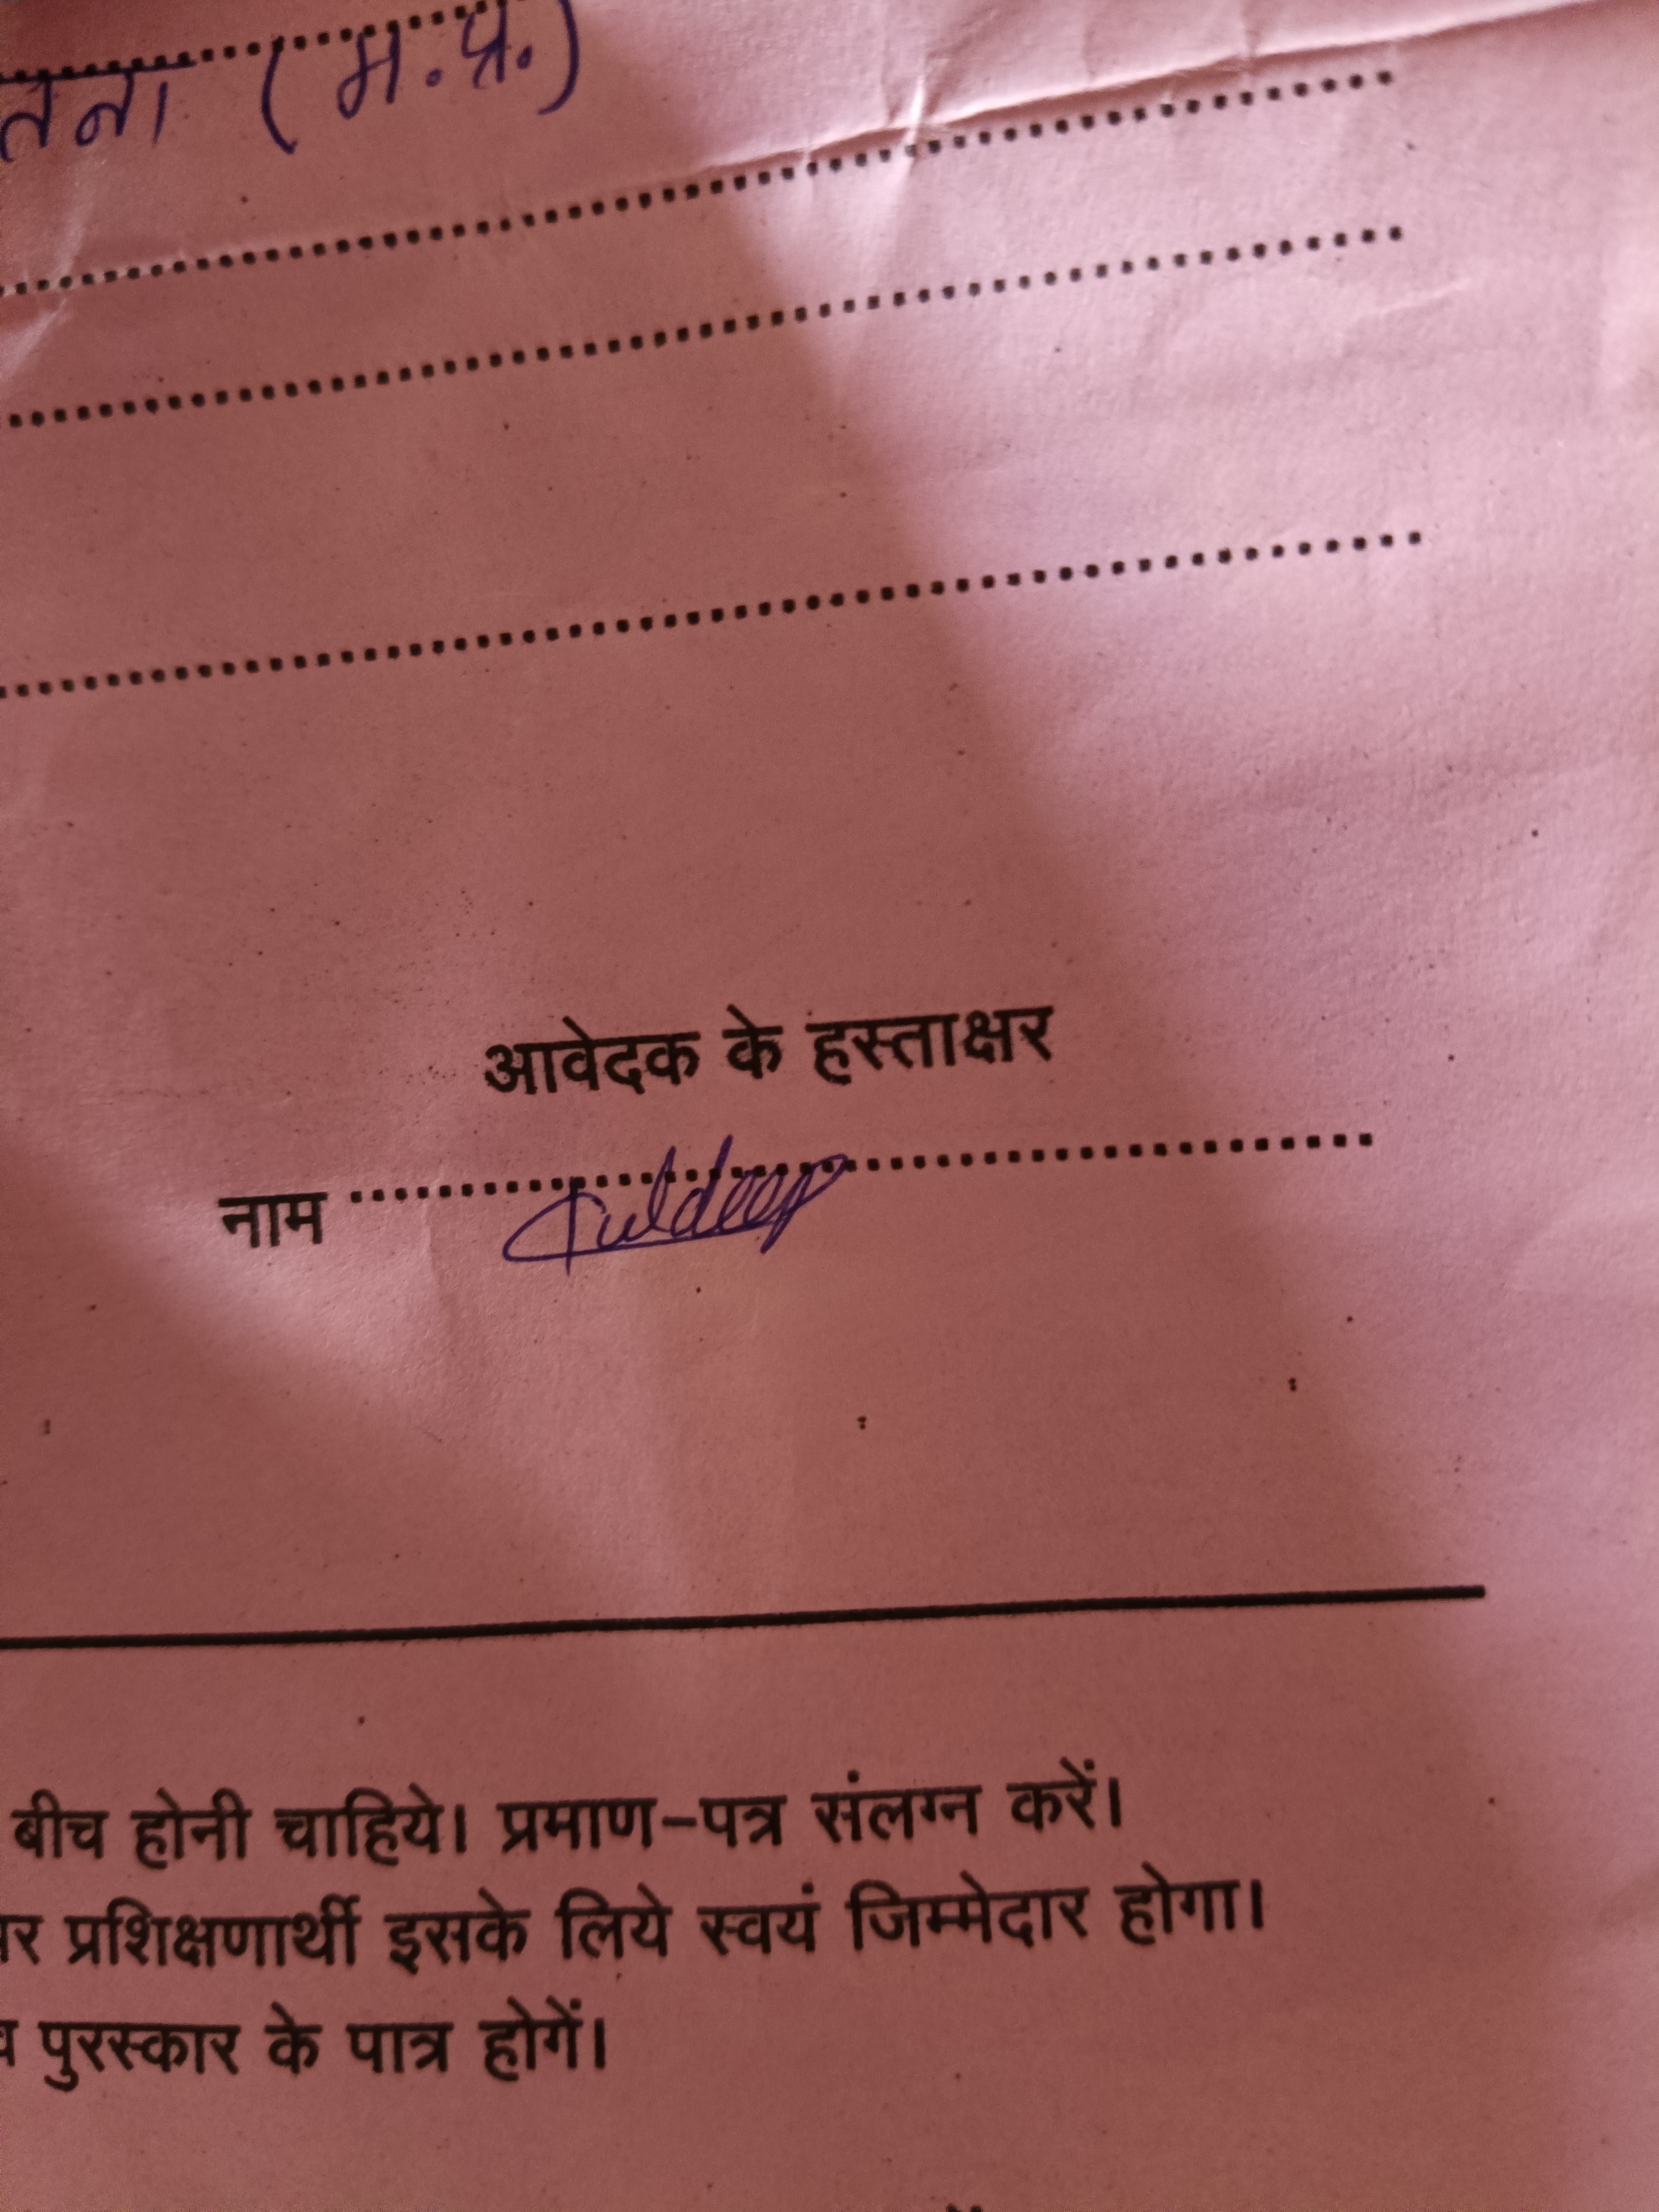 तना (म.प्र.)
आवेदक के हस्ताक्षर
नाम Kuldeep
बीच होनी चाहिये। प्रमाण-पत्र संलग्न करें।
प्रशिक्षणार्थी इसके लिये स्वयं जिम्मेदार होगा।
पुरस्कार के पात्र होगें।